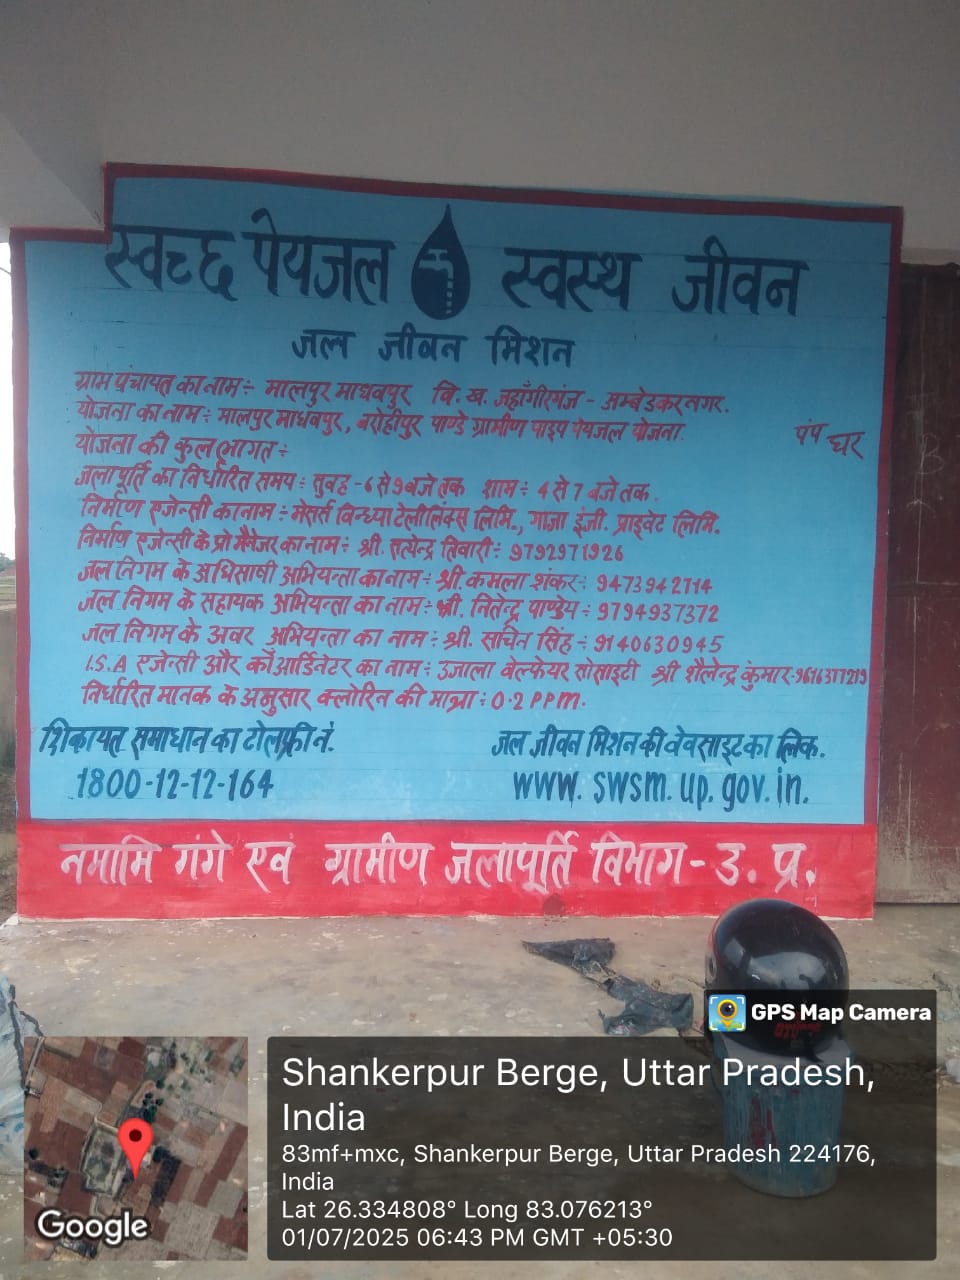 स्वच्छ पेयजल स्वस्थ जीवन
जल जीवन मिशन
ग्राम पंचायत का नाम:- मालपुर माधवपुर वि. ख. जहाँगीरगंज - अम्बेडकरनगर.
योजना का नाम:- मालपुर माधवपुर, बरोहीपुर पाण्डे ग्रामीण पाइप पेयजल योजना.
पंप घर
योजना की कुल लागत:-
जलापूर्ति का निर्धारित समय:- सुबह - 6 से 9 बजे तक शाम:- 4 से 7 बजे तक.
निर्माण एजेन्सी का नाम:- मेसर्स विन्ध्या टेलीलिंक्स लिमि., गाजा इंजी. प्राइवेट लिमि.
निर्माण एजेन्सी के प्रो मैनेजर का नाम:- श्री. सत्येन्द्र तिवारी:- 9792971926
जल निगम के अधिसाषी अभियन्ता का नाम:- श्री कमला शंकर:- 9473942714
जल निगम के सहायक अभियन्ता का नाम:- श्री. नितेन्द्र पाण्डेय:- 9794937372
जल निगम के अवर अभियन्ता का नाम:- श्री. सचिन सिंह:- 9140630945
I.S.A एजेन्सी और कोआर्डिनेटर का नाम:- उजाला वेल्फेयर सोसाइटी श्री शैलेन्द्र कुमार-9616377219
निर्धारित मानक के अनुसार क्लोरिन की मात्रा:- 0.2 PPM.
शिकायत समाधान का टोलफ्री नं.
1800-12-12-164
जल जीवन मिशन की वेबसाइट का लिंक.
www.swsm.up.gov.in.
नमामि गंगे एवं ग्रामीण जलापूर्ति विभाग - उ. प्र.
GPS Map Camera
Shankerpur Berge, Uttar Pradesh,
India
83mf+mxc, Shankerpur Berge, Uttar Pradesh 224176,
India
Lat 26.334808° Long 83.076213°
01/07/2025 06:43 PM GMT +05:30
Google